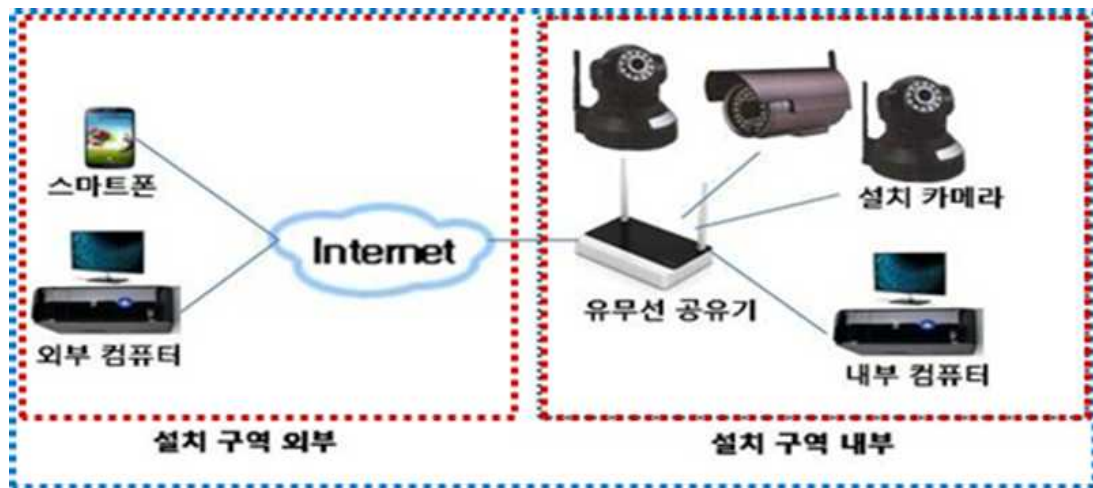 스마트폰
외부 컴퓨터
Internet
설치 구역 외부
설치 카메라
유무선 공유기
내부 컴퓨터
설치 구역 내부